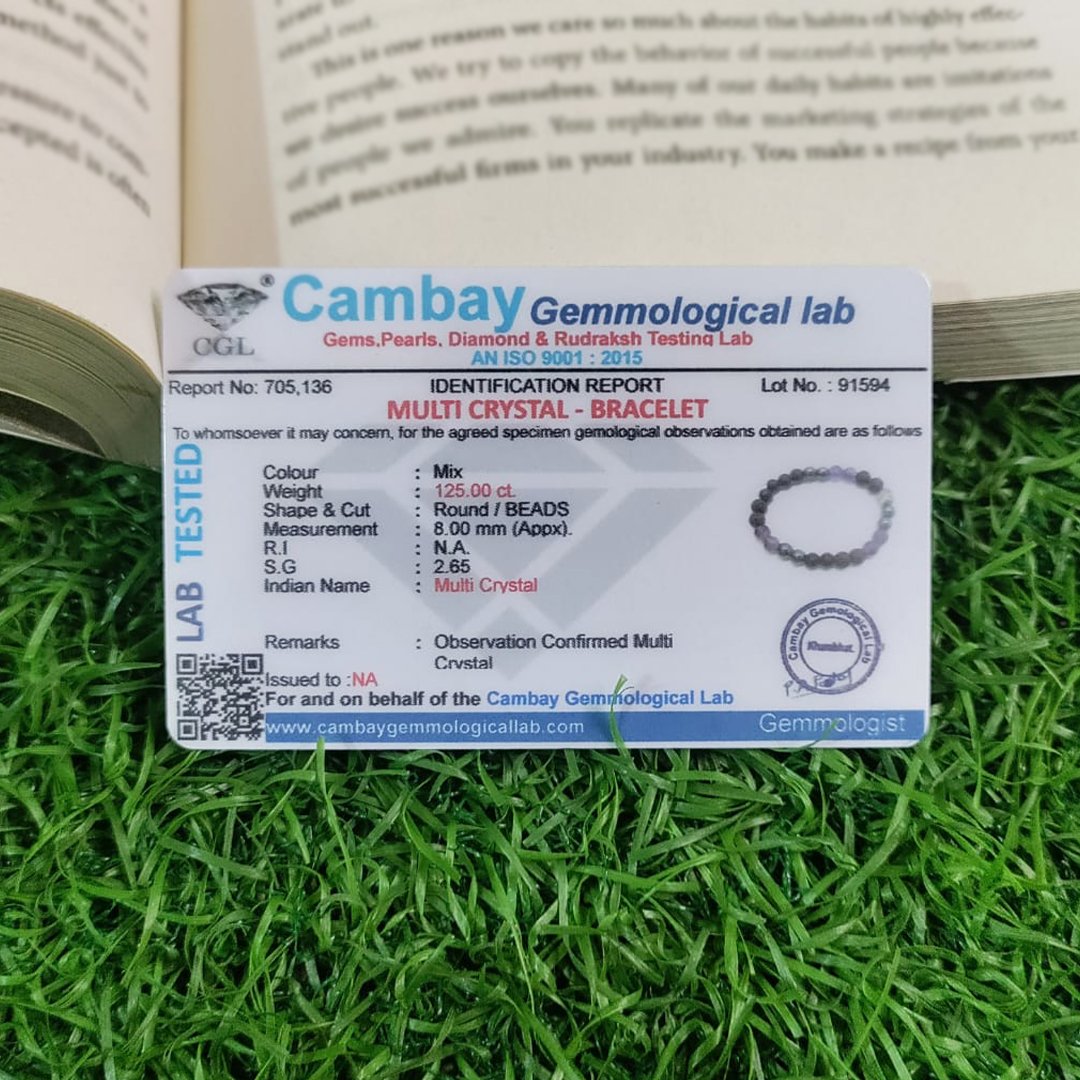 stand out.
This is one reason we care so much about the habits of highly effec-
tive people. We try to copy the behavior of successful people because
we desire success ourselves. Many of our daily habits are imitations
of people we admire. You replicate the marketing strategies of the
most successful firms in your industry. You make a recipe from your
CGL
®
Cambay Gemmological lab
Gems,Pearls, Diamond & Rudraksh Testing Lab
AN ISO 9001 : 2015
Report No: 705,136 IDENTIFICATION REPORT Lot No. : 91594
MULTI CRYSTAL - BRACELET
To whomsoever it may concern, for the agreed specimen gemological observations obtained are as follows
LAB TESTED
Colour : Mix
Weight : 125.00 ct.
Shape & Cut : Round / BEADS
Measurement : 8.00 mm (Appx).
R.I : N.A.
S.G : 2.65
Indian Name : Multi Crystal
Remarks : Observation Confirmed Multi
Crystal
Issued to :NA
For and on behalf of the Cambay Gemmological Lab
www.cambaygemmologicallab.com Gemmologist
Cambay Gemological Lab